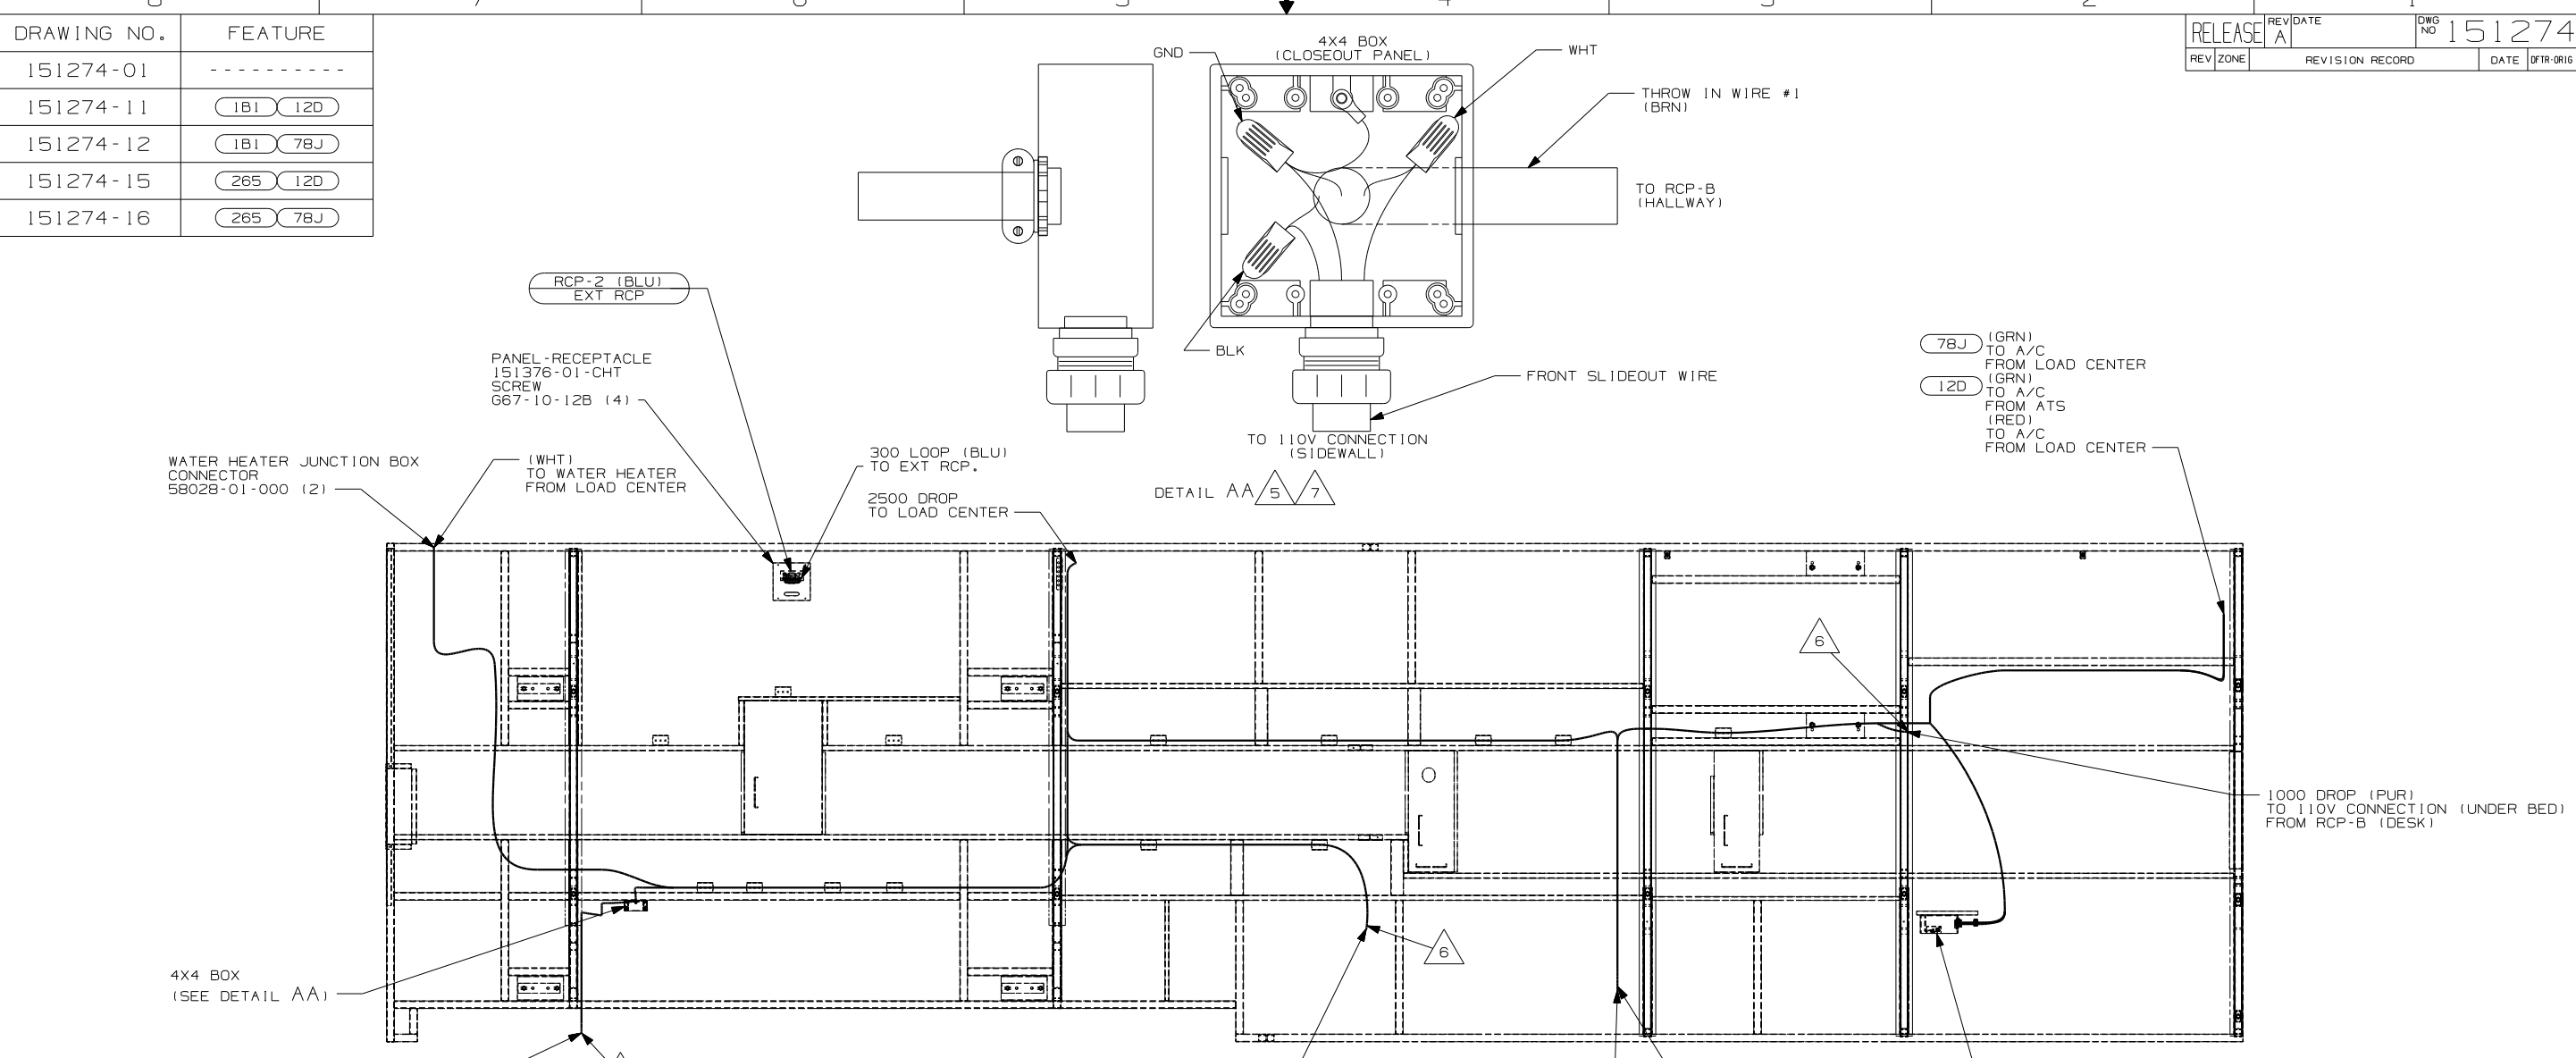 DRAWING NO. FEATURE
151274-01 ----------
151274-11 1B1 12D
151274-12 1B1 78J
151274-15 265 12D
151274-16 265 78J
RELEASE REV A DATE DWG NO 151274
REV ZONE REVISION RECORD DATE DFTR-ORIG
4X4 BOX
(CLOSEOUT PANEL)
GND
WHT
THROW IN WIRE #1
(BRN)
TO RCP-B
(HALLWAY)
BLK
FRONT SLIDEOUT WIRE
TO 110V CONNECTION
(SIDEWALL)
DETAIL AA 5 7
RCP-2 (BLU)
EXT RCP
PANEL-RECEPTACLE
151376-01-CHT
SCREW
G67-10-12B (4)
WATER HEATER JUNCTION BOX
CONNECTOR
58028-01-000 (2)
(WHT)
TO WATER HEATER
FROM LOAD CENTER
300 LOOP (BLU)
TO EXT RCP.
2500 DROP
TO LOAD CENTER
78J (GRN)
TO A/C
FROM LOAD CENTER
12D (GRN)
TO A/C
FROM ATS
(RED)
TO A/C
FROM LOAD CENTER
6
1000 DROP (PUR)
TO 110V CONNECTION (UNDER BED)
FROM RCP-B (DESK)
6
4X4 BOX
(SEE DETAIL AA)